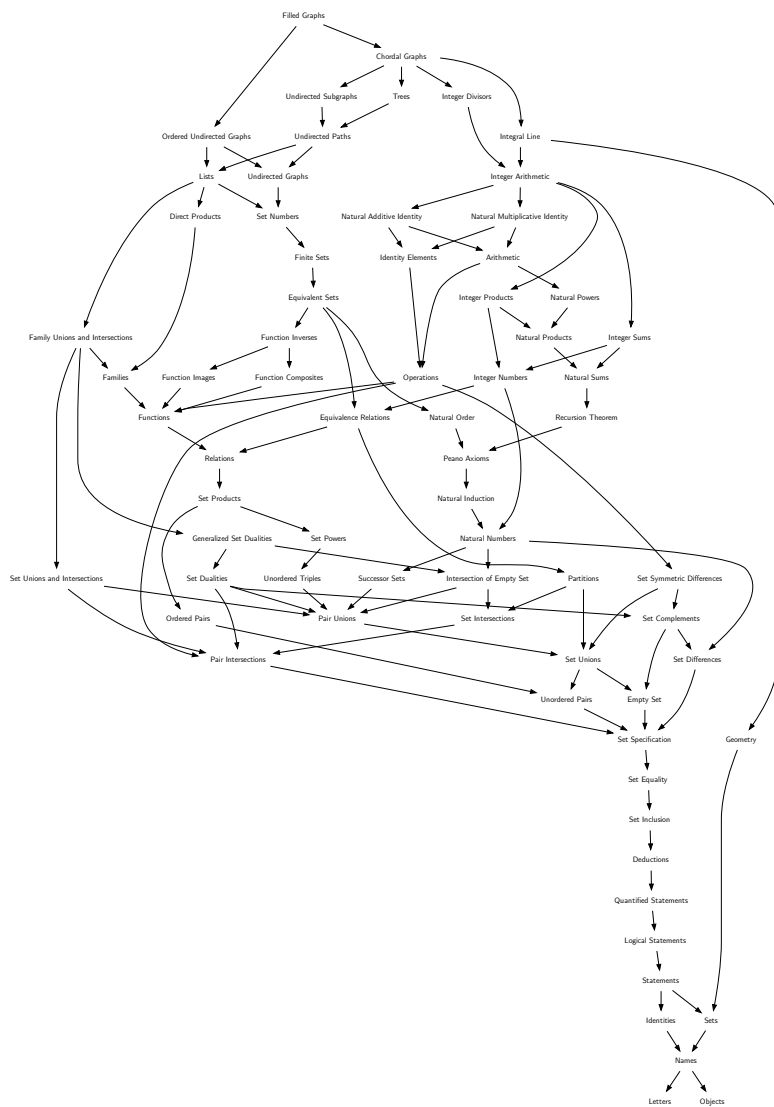 Filled Graphs
Chordal Graphs
Undirected Subgraphs
Trees
Integer Divisors
Ordered Undirected Graphs
Undirected Paths
Integral Line
Lists
Undirected Graphs
Integer Arithmetic
Direct Products
Set Numbers
Natural Additive Identity
Natural Multiplicative Identity
Finite Sets
Identity Elements
Arithmetic
Equivalent Sets
Integer Products
Natural Powers
Family Unions and Intersections
Function Inverses
Natural Products
Integer Sums
Families
Function Images
Function Composites
Operations
Integer Numbers
Natural Sums
Functions
Equivalence Relations
Natural Order
Recursion Theorem
Relations
Peano Axioms
Set Products
Natural Induction
Generalized Set Dualities
Set Powers
Natural Numbers
Set Unions and Intersections
Set Dualities
Unordered Triples
Successor Sets
Intersection of Empty Set
Partitions
Set Symmetric Differences
Ordered Pairs
Pair Unions
Set Intersections
Set Complements
Pair Intersections
Set Unions
Set Differences
Unordered Pairs
Empty Set
Set Specification
Geometry
Set Equality
Set Inclusion
Deductions
Quantified Statements
Logical Statements
Statements
Identities
Sets
Names
Letters
Objects